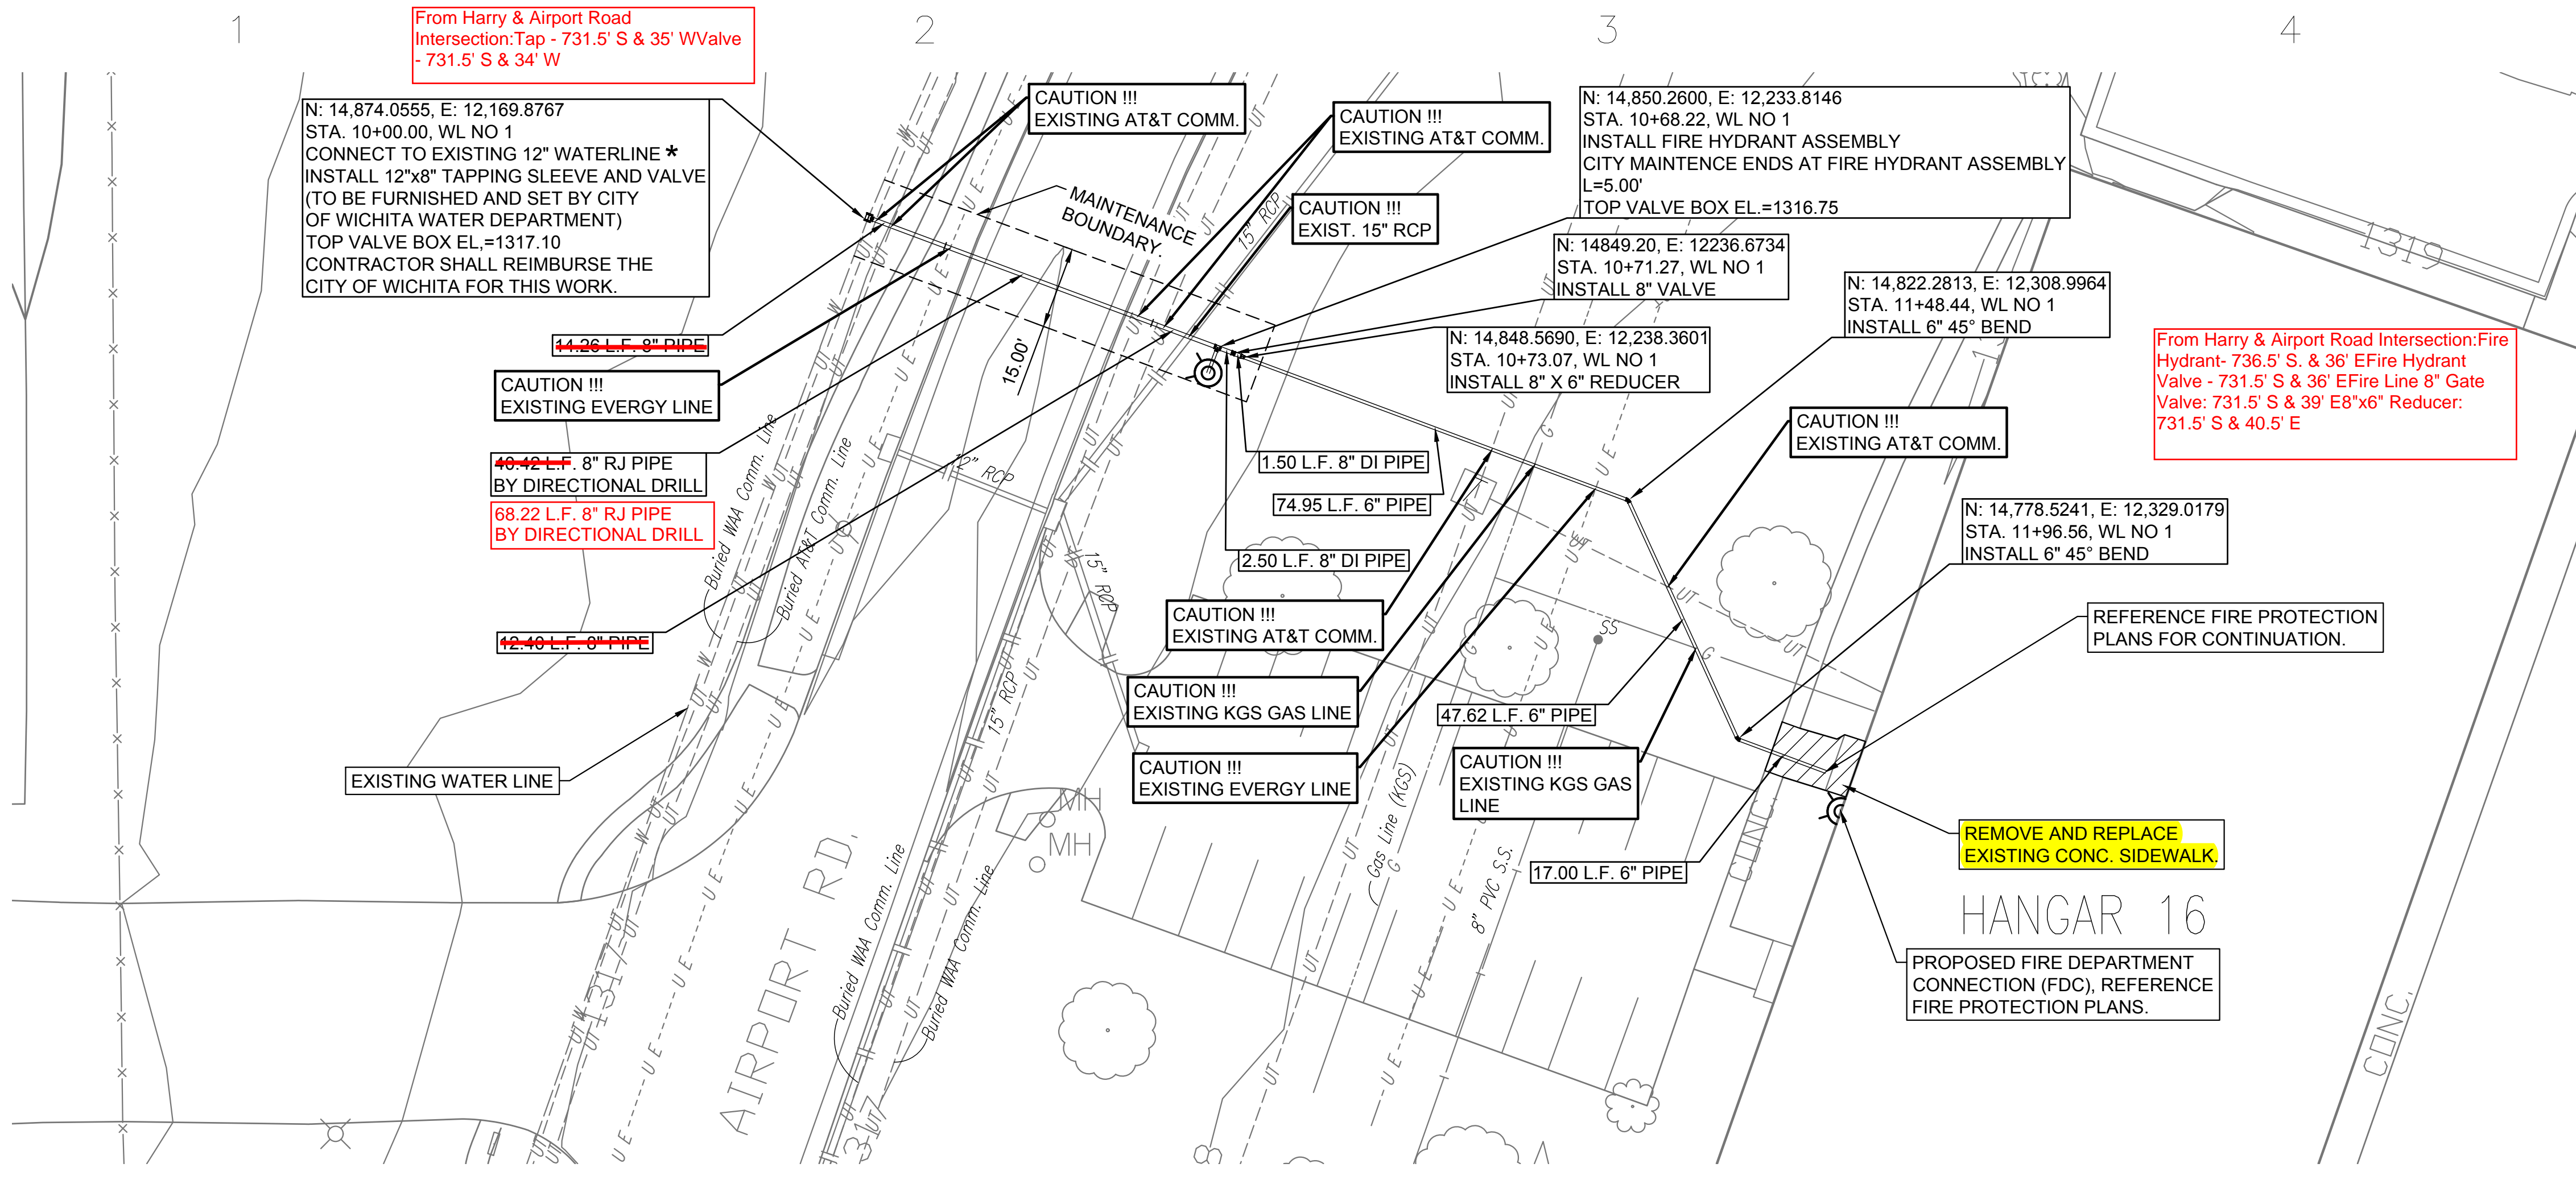 1
2
3
4
From Harry & Airport Road
Intersection:Tap - 731.5' S & 35' WValve
- 731.5' S & 34' W
N: 14,874.0555, E: 12,169.8767
STA. 10+00.00, WL NO 1
CONNECT TO EXISTING 12" WATERLINE *
INSTALL 12"x8" TAPPING SLEEVE AND VALVE
(TO BE FURNISHED AND SET BY CITY
OF WICHITA WATER DEPARTMENT)
TOP VALVE BOX EL,=1317.10
CONTRACTOR SHALL REIMBURSE THE
CITY OF WICHITA FOR THIS WORK.
CAUTION !!!
EXISTING AT&T COMM.
CAUTION !!!
EXISTING AT&T COMM.
CAUTION !!!
EXIST. 15" RCP
N: 14,850.2600, E: 12,233.8146
STA. 10+68.22, WL NO 1
INSTALL FIRE HYDRANT ASSEMBLY
CITY MAINTENCE ENDS AT FIRE HYDRANT ASSEMBLY
L=5.00'
TOP VALVE BOX EL.=1316.75
N: 14849.20, E: 12236.6734
STA. 10+71.27, WL NO 1
INSTALL 8" VALVE
N: 14,848.5690, E: 12,238.3601
STA. 10+73.07, WL NO 1
INSTALL 8" X 6" REDUCER
N: 14,822.2813, E: 12,308.9964
STA. 11+48.44, WL NO 1
INSTALL 6" 45° BEND
From Harry & Airport Road Intersection:Fire
Hydrant- 736.5' S. & 36' EFire Hydrant
Valve - 731.5' S & 36' EFire Line 8" Gate
Valve: 731.5' S & 39' E8"x6" Reducer:
731.5' S & 40.5' E
MAINTENANCE
BOUNDARY.
15" RCP
15.00'
1319
14.26 L.F. 8" PIPE
CAUTION !!!
EXISTING EVERGY LINE
40.42 L.F. 8" RJ PIPE
BY DIRECTIONAL DRILL
68.22 L.F. 8" RJ PIPE
BY DIRECTIONAL DRILL
12.40 L.F. 8" PIPE
12" RCP
15" RCP
15" RCP
Buried WAA Comm. Line
Buried AT&T Comm. Line
1.50 L.F. 8" DI PIPE
74.95 L.F. 6" PIPE
2.50 L.F. 8" DI PIPE
CAUTION !!!
EXISTING AT&T COMM.
CAUTION !!!
EXISTING AT&T COMM.
N: 14,778.5241, E: 12,329.0179
STA. 11+96.56, WL NO 1
INSTALL 6" 45° BEND
REFERENCE FIRE PROTECTION
PLANS FOR CONTINUATION.
SS
CAUTION !!!
EXISTING KGS GAS LINE
CAUTION !!!
EXISTING EVERGY LINE
47.62 L.F. 6" PIPE
CAUTION !!!
EXISTING KGS GAS
LINE
17.00 L.F. 6" PIPE
EXISTING WATER LINE
MH
MH
Gas Line (KGS)
8" PVC S.S.
CONC.
REMOVE AND REPLACE
EXISTING CONC. SIDEWALK.
HANGAR 16
PROPOSED FIRE DEPARTMENT
CONNECTION (FDC), REFERENCE
FIRE PROTECTION PLANS.
AIRPORT RD.
Buried WAA Comm. Line
Buried WAA Comm. Line
1317
CONC.